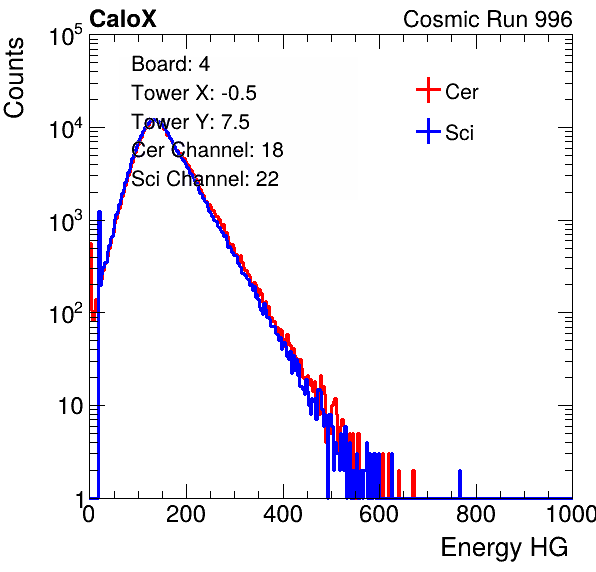 CaloX
Cosmic Run 996
Counts
10^5
10^4
10^3
10^2
10
1
Board: 4
Tower X: -0.5
Tower Y: 7.5
Cer Channel: 18
Sci Channel: 22
Cer
Sci
0 200 400 600 800 1000
Energy HG